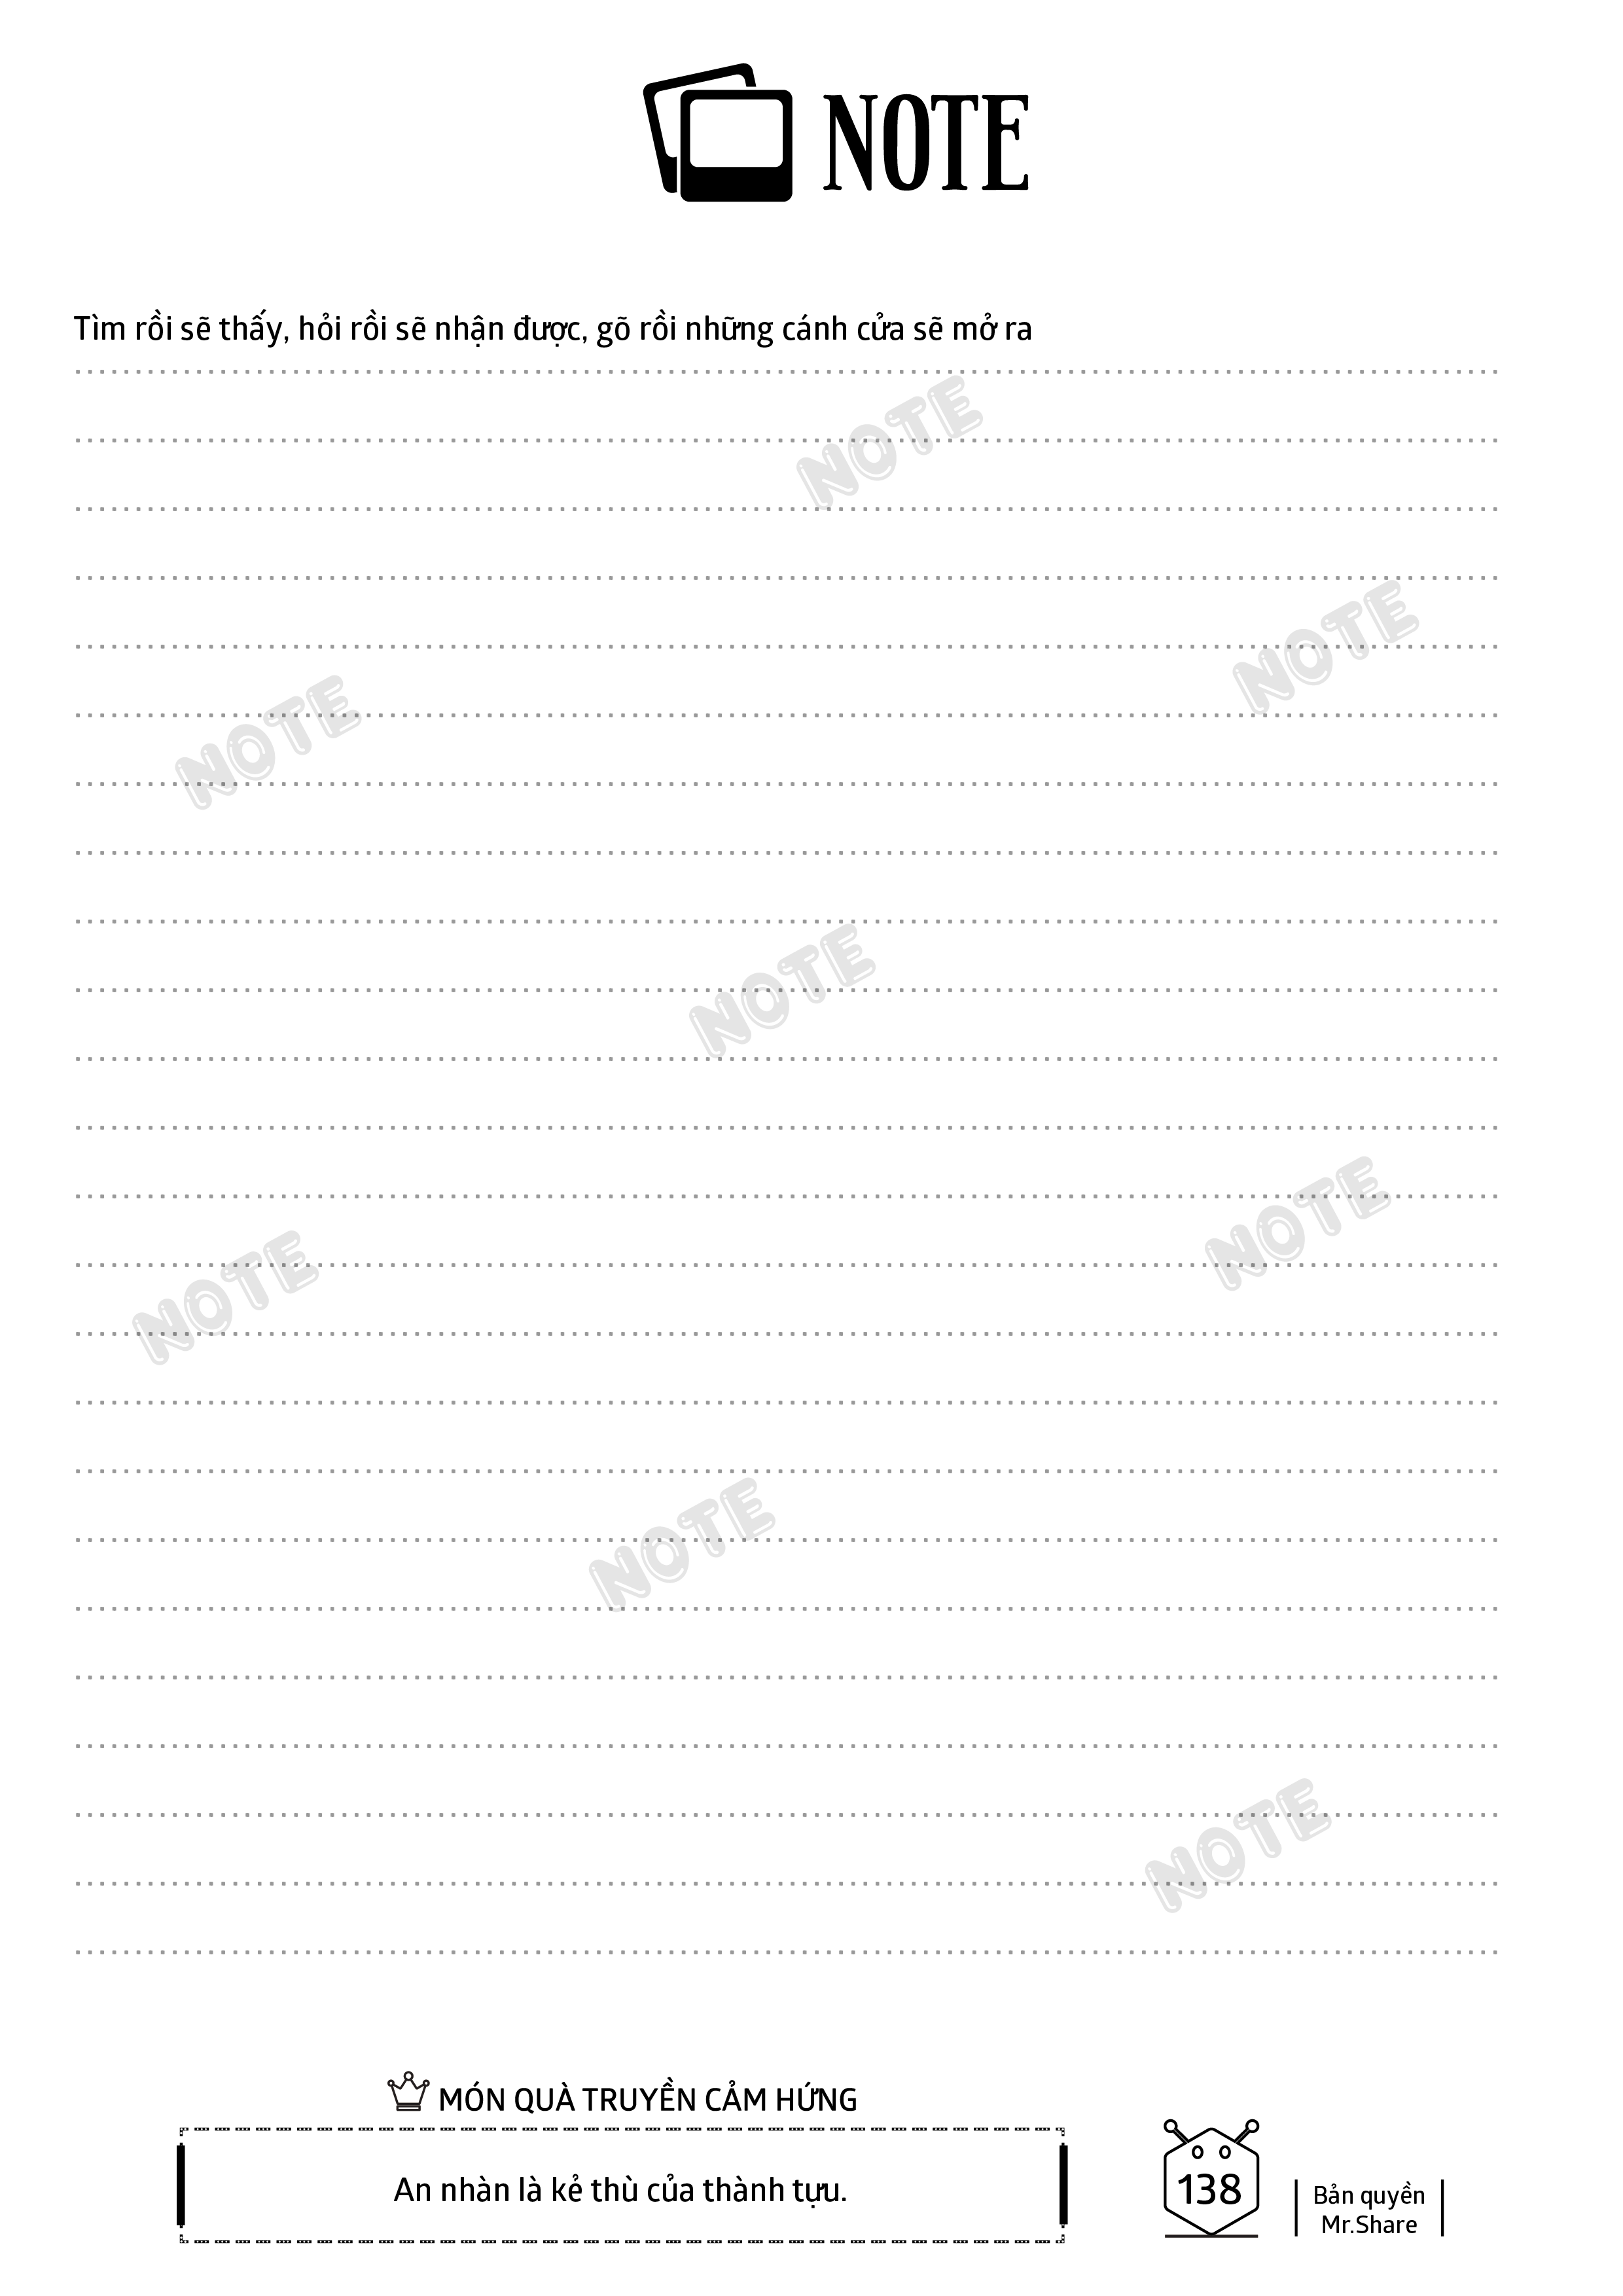 NOTE
Tìm rồi sẽ thấy, hỏi rồi sẽ nhận được, gõ rồi những cánh cửa sẽ mở ra
NOTE
NOTE
NOTE
NOTE
NOTE
NOTE
NOTE
NOTE
MÓN QUÀ TRUYỀN CẢM HỨNG
An nhàn là kẻ thù của thành tựu.
138
Bản quyền
Mr.Share